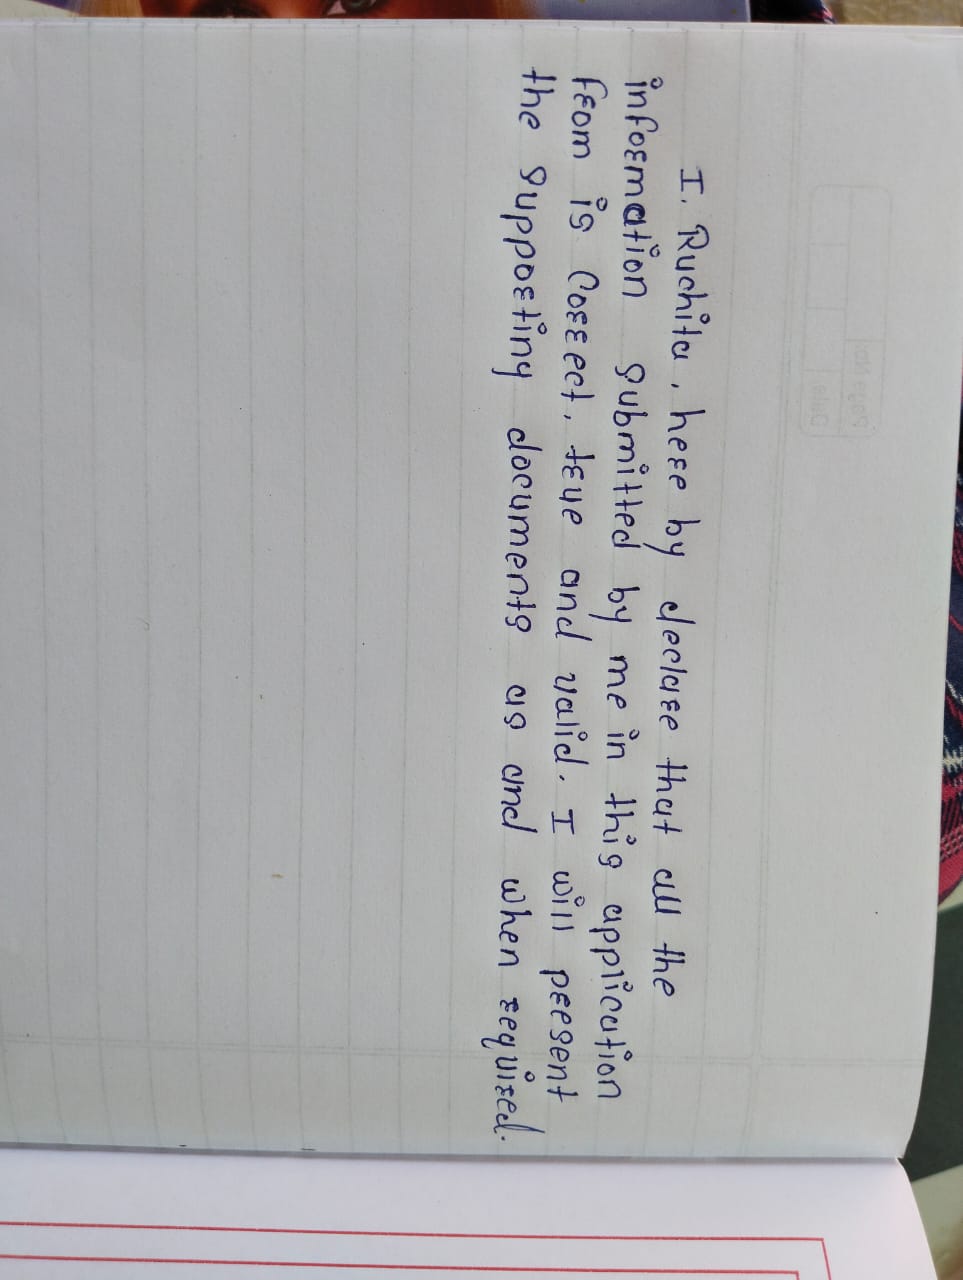 I, Ruchita, here by declare that all the
information submitted by me in this application
from is Correct, true and valid. I will present
the supporting documents as and when required.
Page No
Date